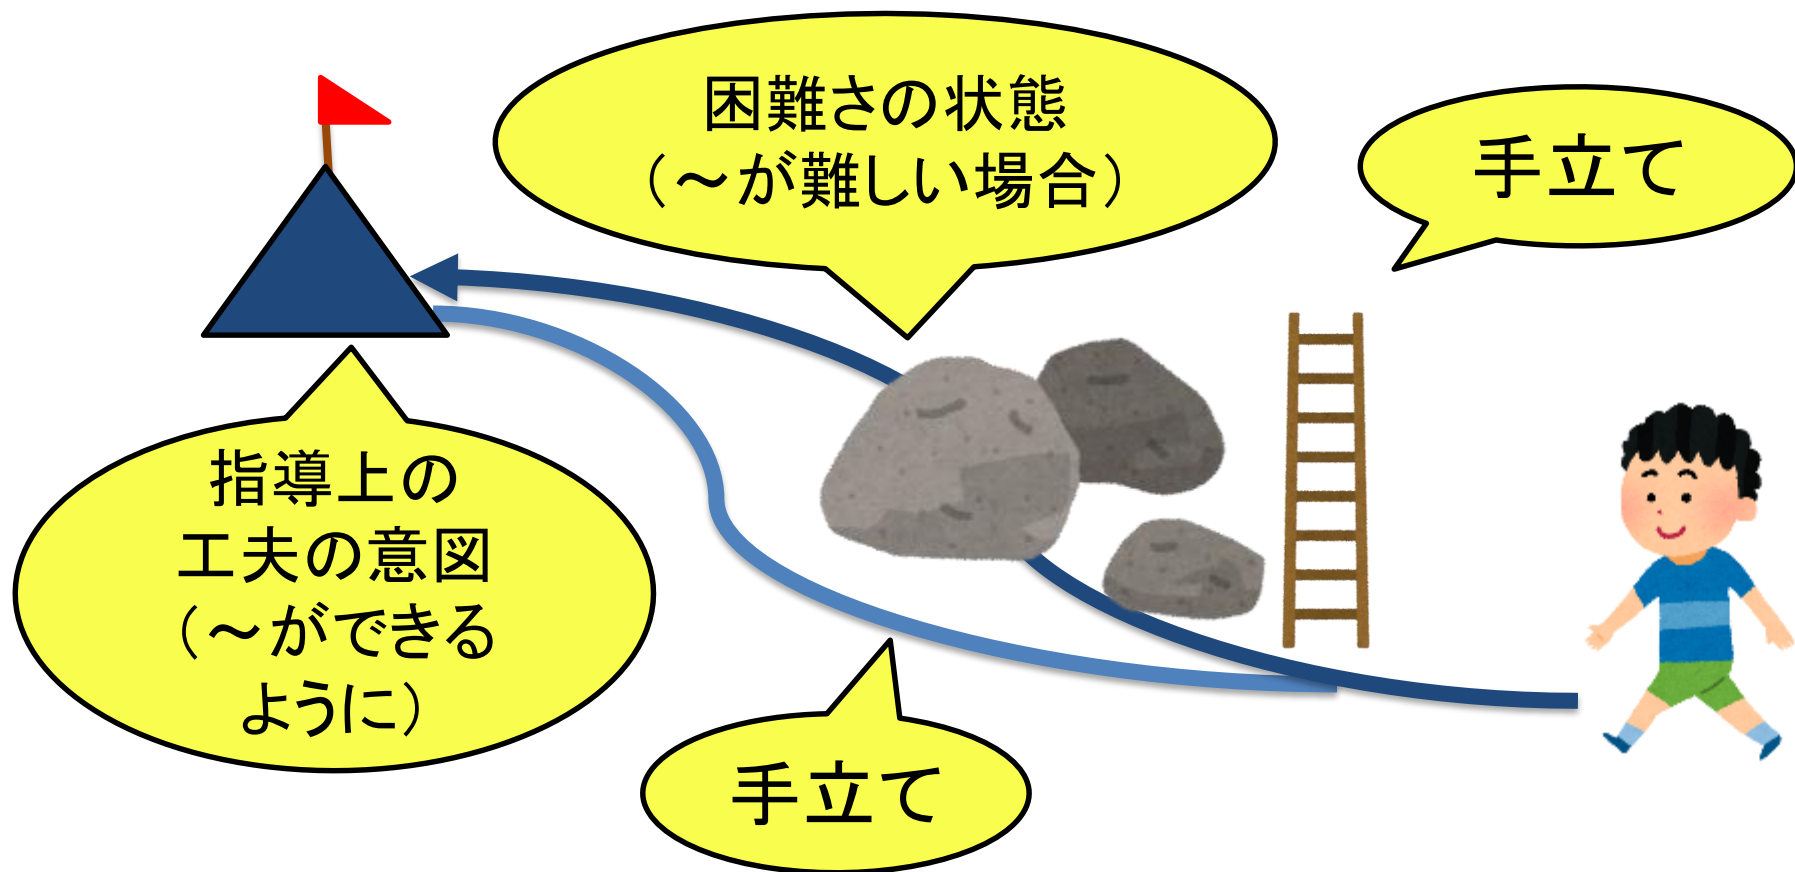 困難さの状態
（～が難しい場合）
手立て
指導上の
工夫の意図
（～ができる
ように）
手立て